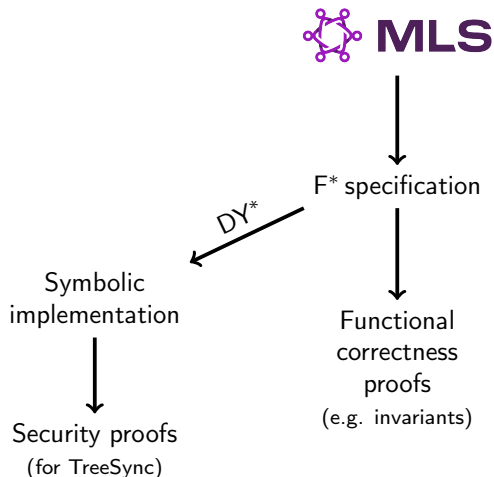 MLS
F* specification
DY*
Symbolic
implementation
Functional
correctness
proofs
(e.g. invariants)
Security proofs
(for TreeSync)